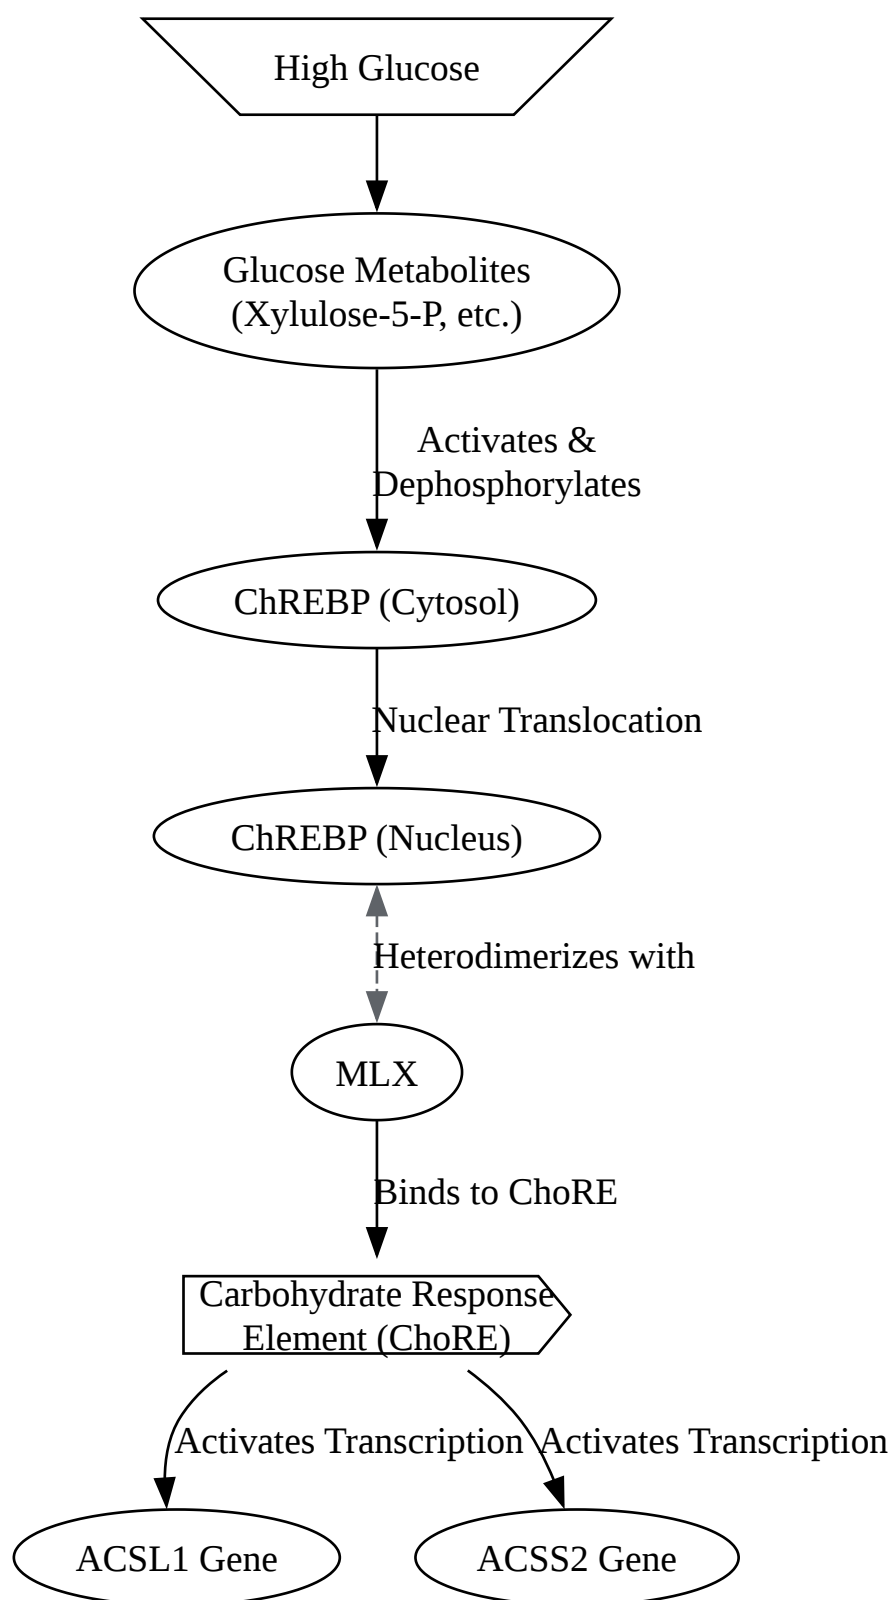 High Glucose
Glucose Metabolites
(Xylulose-5-P, etc.)
Activates &
Dephosphorylates
ChREBP (Cytosol)
Nuclear Translocation
ChREBP (Nucleus)
Heterodimerizes with
MLX
Binds to ChoRE
Carbohydrate Response
Element (ChoRE)
Activates Transcription
Activates Transcription
ACSL1 Gene
ACSS2 Gene